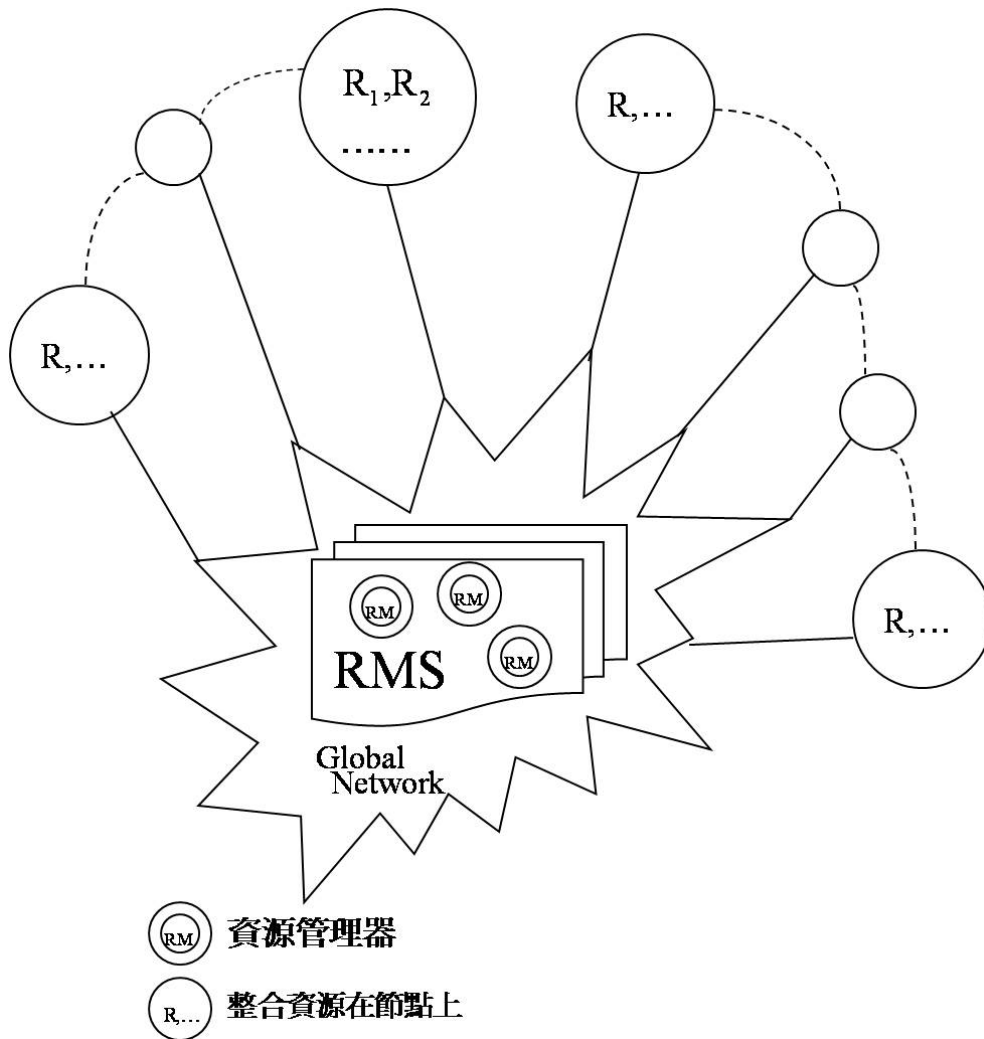 R₁,R₂
......
R,...
R,...
R,...
RM
RM
RM
RMS
Global
Network
RM 資源管理器
R,... 整合資源在節點上